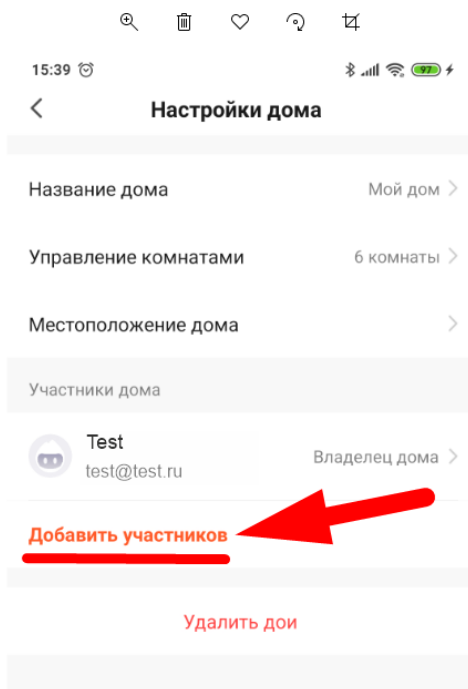 15:39
97
Настройки дома
Название дома
Мой дом
Управление комнатами
6 комнаты
Местоположение дома
Участники дома
Test
test@test.ru
Владелец дома
Добавить участников
Удалить дои